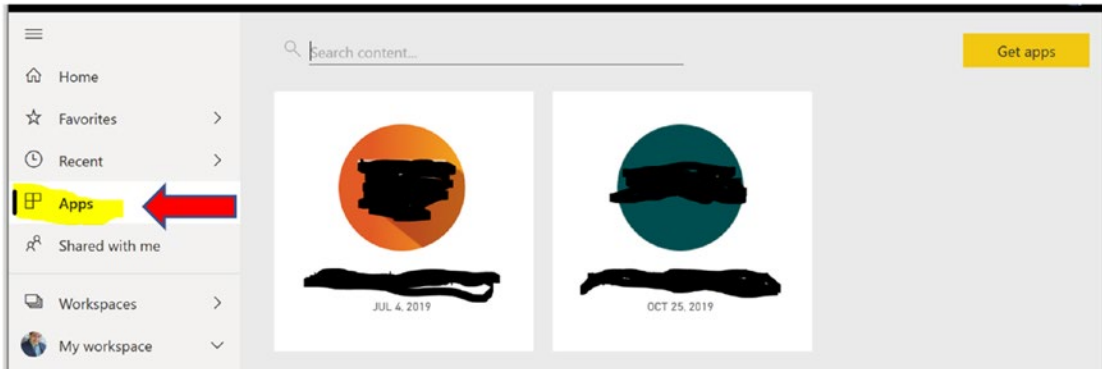 Search content...
Get apps
Home
Favorites
Recent
Apps
Shared with me
Workspaces
My workspace
JUL 4, 2019
OCT 25, 2019